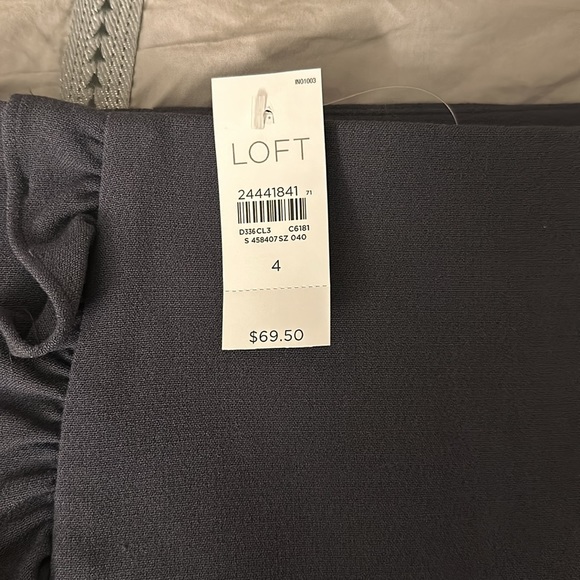 IN01003
LOFT
24441841 71
D336CL3 C6181
S 458407 SZ 040
4
$69.50